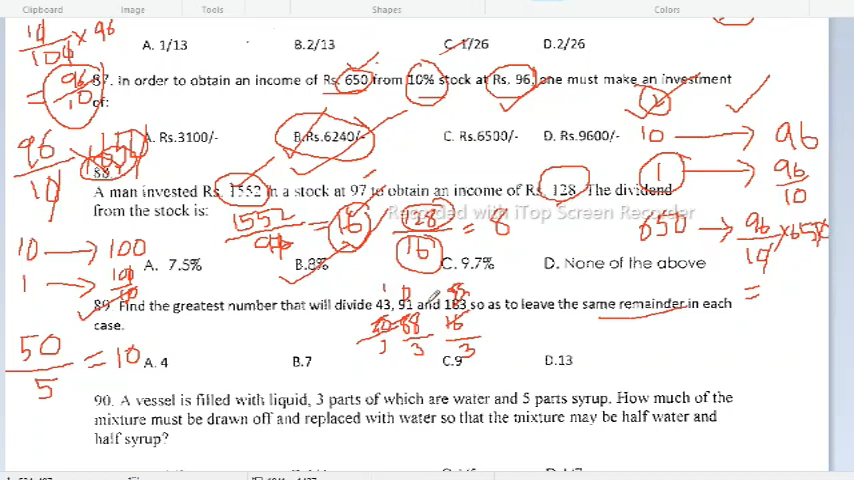 Clipboard Image Tools Shapes Colors
14/104 × 96
A. 1/13 B.2/13 C. 1/26 D.2/26
= 96/10
87. In order to obtain an income of Rs. 650 from 10% stock at Rs. 96, one must make an investment
of:
A. Rs.3100/- B.Rs.6240/- C. Rs.6500/- D. Rs.9600/-
10 → 96
1 → 96/10
96/10
88
A man invested Rs. 1552 in a stock at 97 to obtain an income of Rs. 128. The dividend
from the stock is:
= 16 128/16 = 8
Recorded with iTop Screen Recorder
650 → 96/
10 → 100
1 →
A. 7.5% B.8% C. 9.7% D. None of the above
=
89 Find the greatest number that will divide 43, 91 and 183 so as to leave the same remainder in each
case.
50/5 = 10
A. 4 B.7 C.9 D.13
90. A vessel is filled with liquid, 3 parts of which are water and 5 parts syrup. How much of the
mixture must be drawn off and replaced with water so that the mixture may be half water and
half syrup?